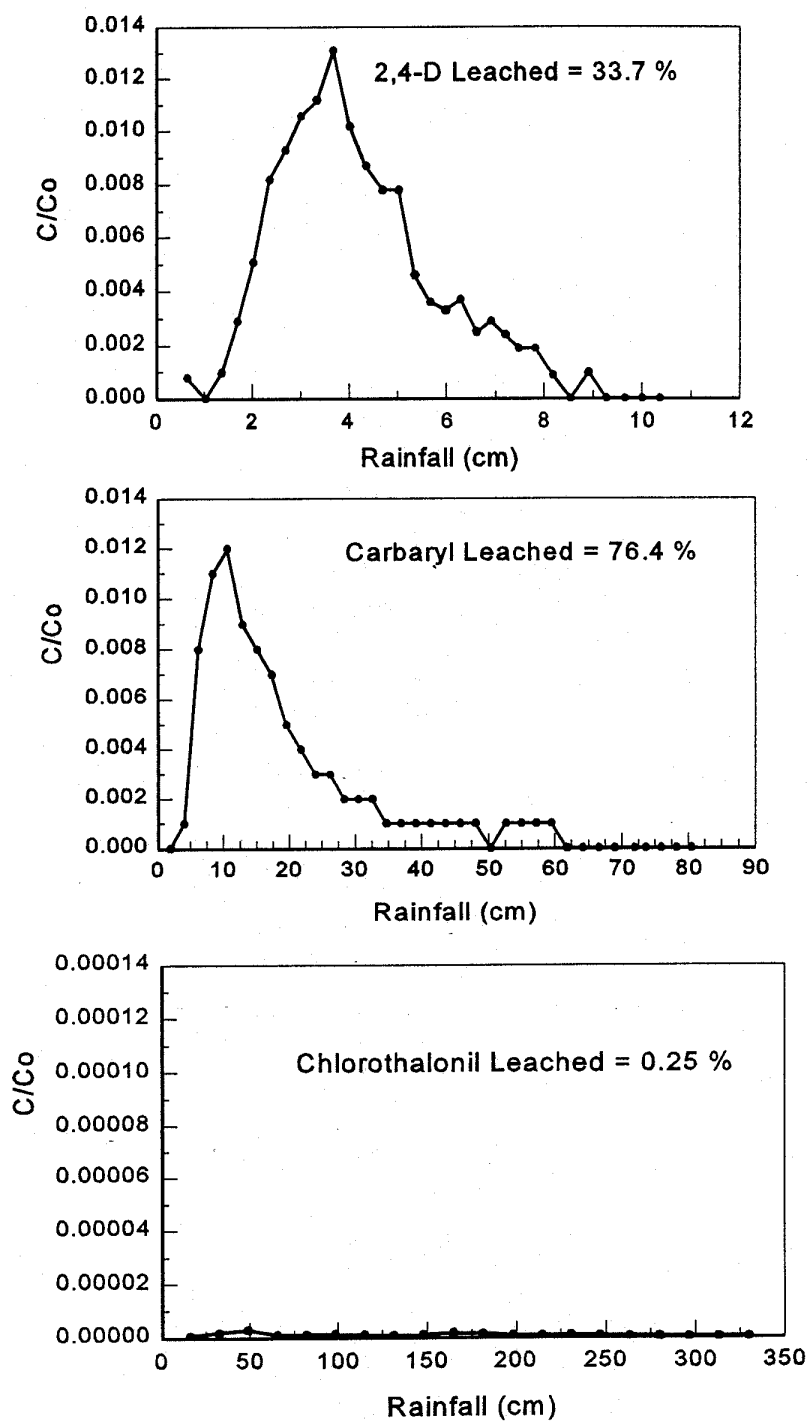 0.014
2,4-D Leached = 33.7 %
0.012
0.010
0.008
C/Co
0.006
0.004
0.002
0.000
0 2 4 6 8 10 12
Rainfall (cm)
0.014
0.012
Carbaryl Leached = 76.4 %
0.010
0.008
C/Co
0.006
0.004
0.002
0.000
0 10 20 30 40 50 60 70 80 90
Rainfall (cm)
0.00014
0.00012
Chlorothalonil Leached = 0.25 %
0.00010
C/Co
0.00008
0.00006
0.00004
0.00002
0.00000
0 50 100 150 200 250 300 350
Rainfall (cm)